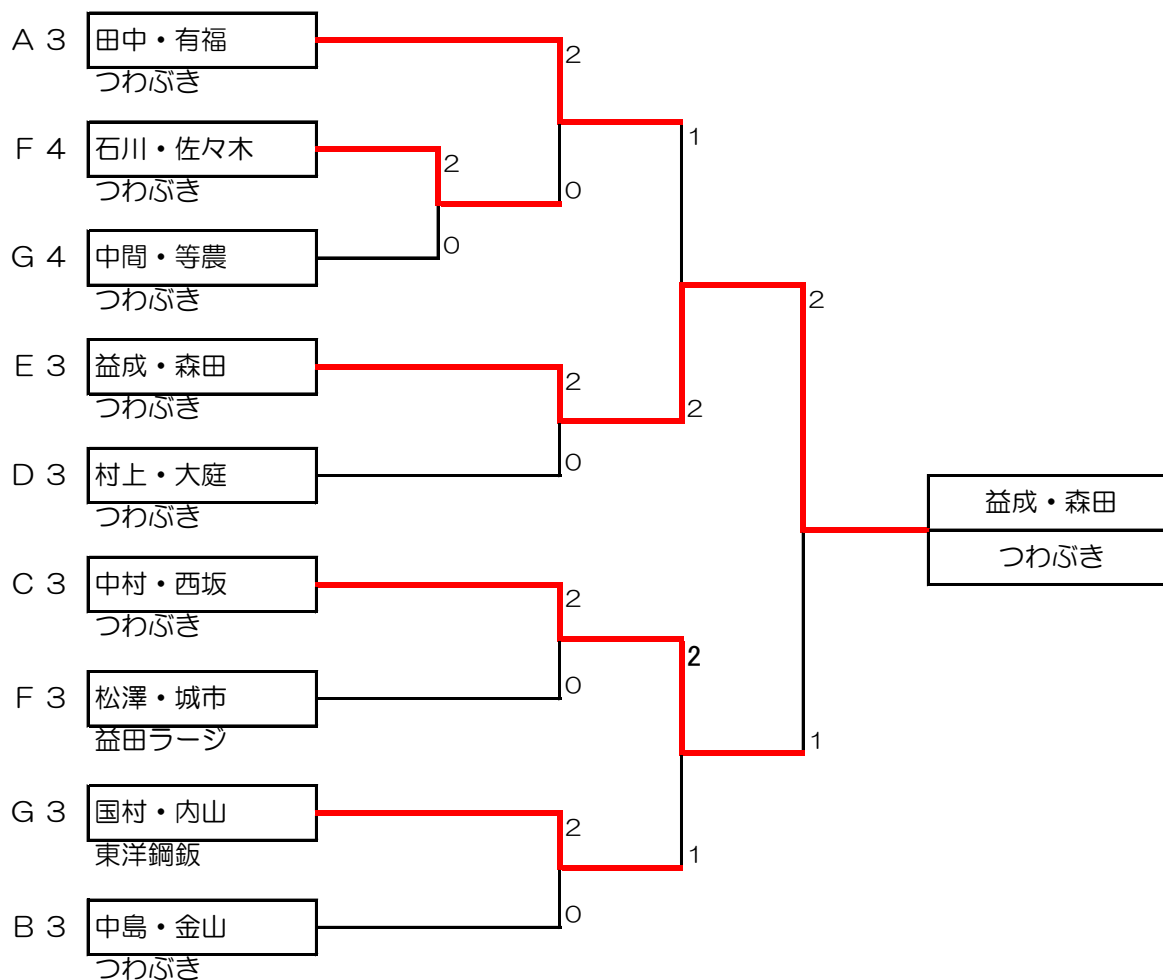 Ａ３ 田中・有福
つわぶき
２
１
Ｆ４ 石川・佐々木
つわぶき
２
０
Ｇ４ 中間・等農
つわぶき
０
２
Ｅ３ 益成・森田
つわぶき
２
２
Ｄ３ 村上・大庭
つわぶき
０
益成・森田
つわぶき
Ｃ３ 中村・西坂
つわぶき
２
２
Ｆ３ 松澤・城市
益田ラージ
０
１
Ｇ３ 国村・内山
東洋鋼鈑
２
１
Ｂ３ 中島・金山
つわぶき
０